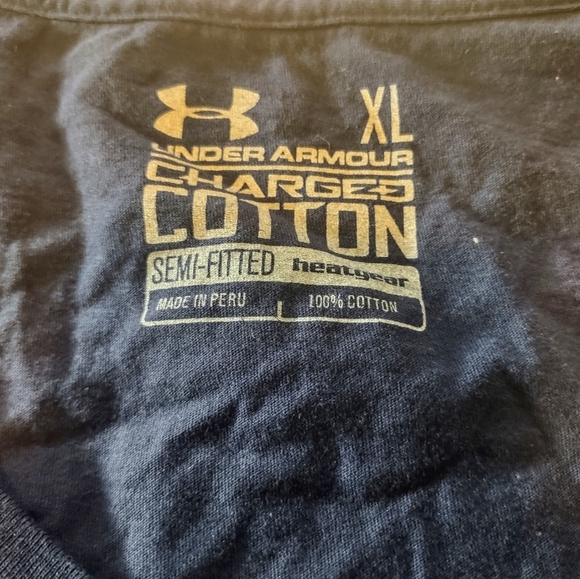 XL
UNDER ARMOUR
CHARGED
COTTON
SEMI-FITTED heatgear
MADE IN PERU 100% COTTON